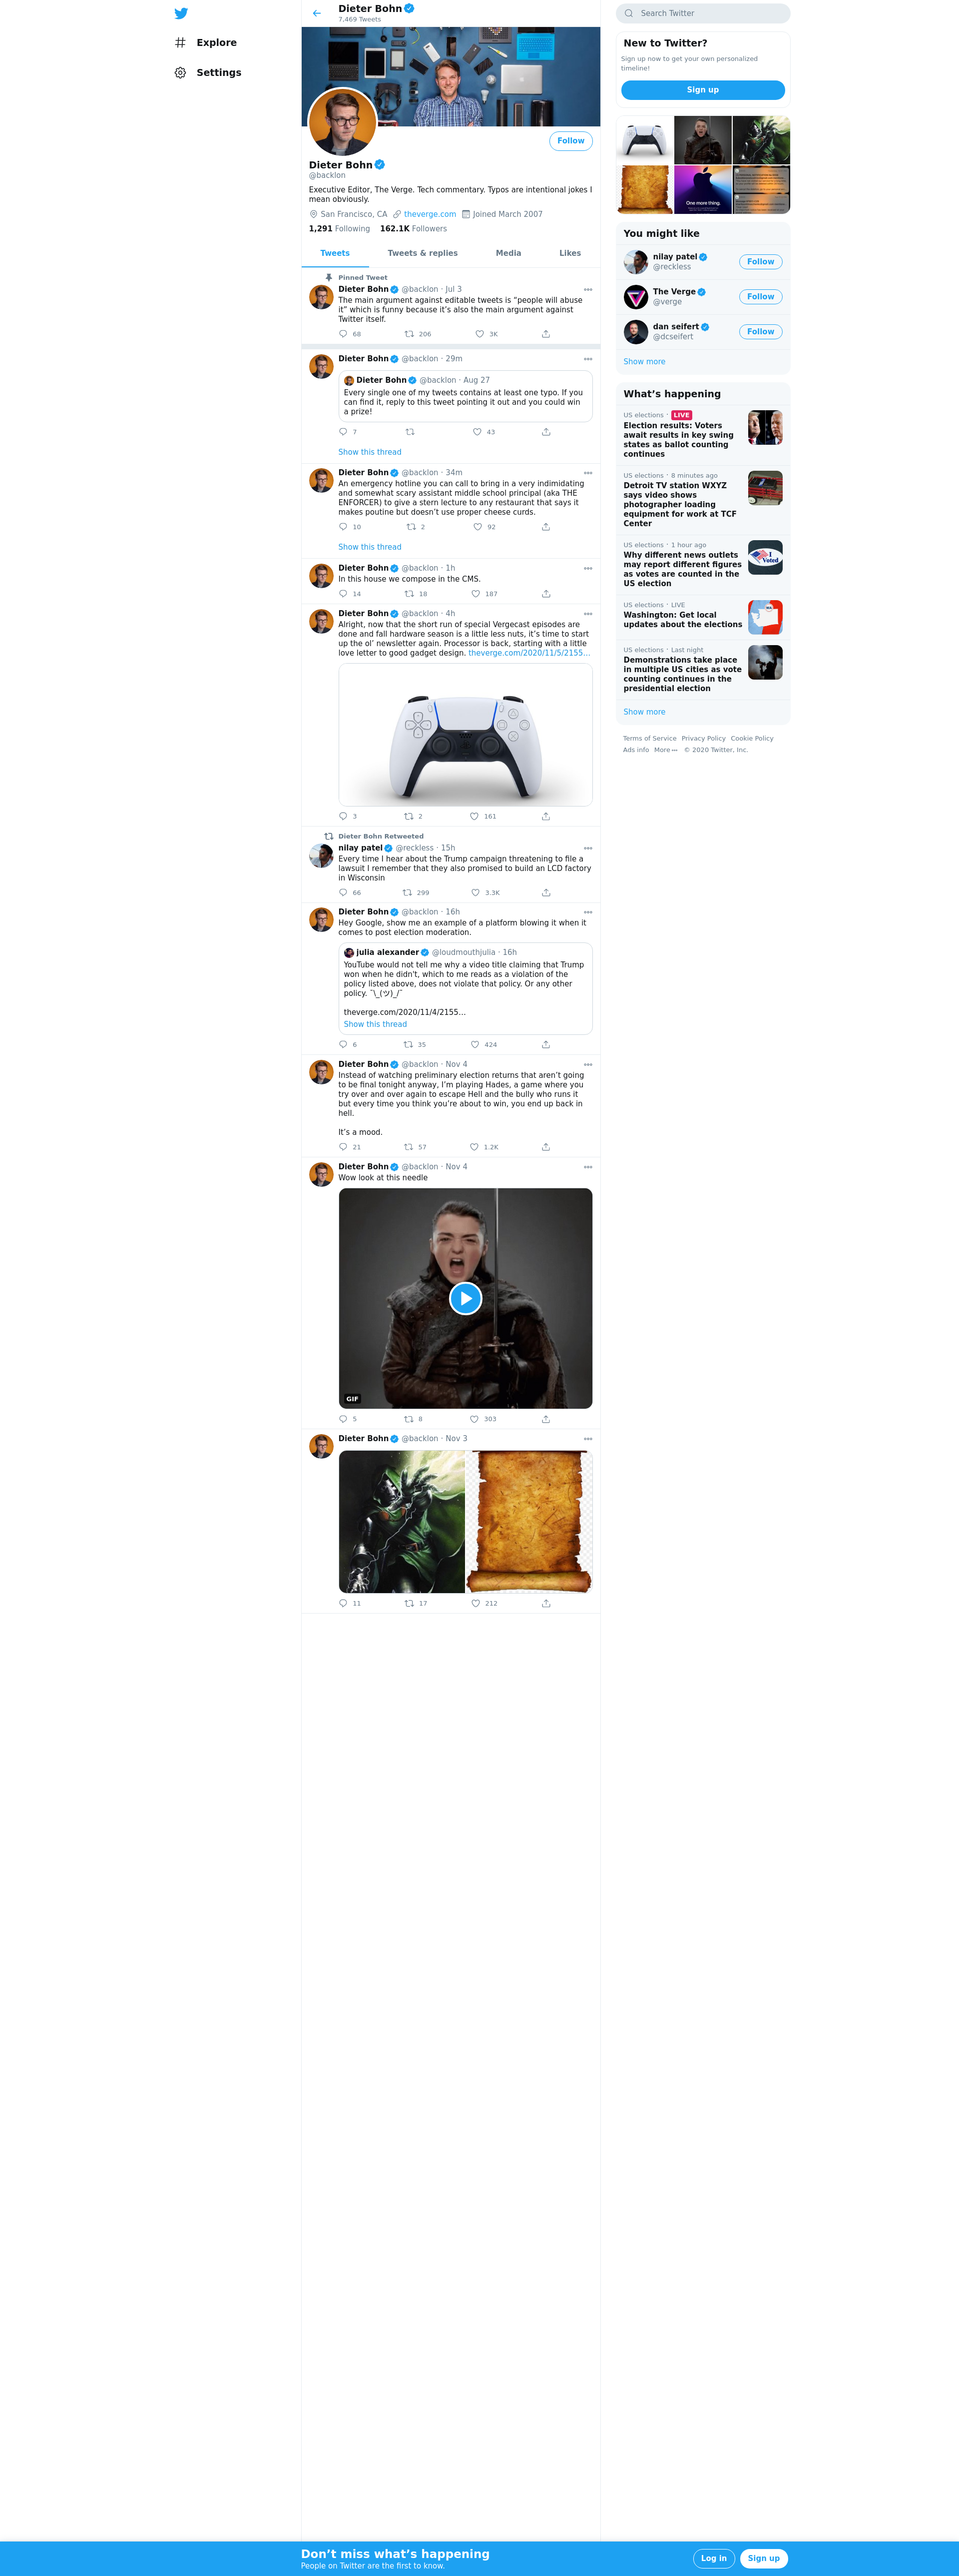 Explore
Settings
Dieter Bohn
7,469 Tweets
Follow
Dieter Bohn
@backlon
Executive Editor, The Verge. Tech commentary. Typos are intentional jokes I
mean obviously.
San Francisco, CA theverge.com Joined March 2007
1,291 Following 162.1K Followers
Tweets Tweets & replies Media Likes
Pinned Tweet
Dieter Bohn @backlon · Jul 3
The main argument against editable tweets is “people will abuse
it” which is funny because it’s also the main argument against
Twitter itself.
68 206 3K
Dieter Bohn @backlon · 29m
Dieter Bohn @backlon · Aug 27
Every single one of my tweets contains at least one typo. If you
can find it, reply to this tweet pointing it out and you could win
a prize!
7 43
Show this thread
Dieter Bohn @backlon · 34m
An emergency hotline you can call to bring in a very indimidating
and somewhat scary assistant middle school principal (aka THE
ENFORCER) to give a stern lecture to any restaurant that says it
makes poutine but doesn’t use proper cheese curds.
10 2 92
Show this thread
Dieter Bohn @backlon · 1h
In this house we compose in the CMS.
14 18 187
Dieter Bohn @backlon · 4h
Alright, now that the short run of special Vergecast episodes are
done and fall hardware season is a little less nuts, it’s time to start
up the ol’ newsletter again. Processor is back, starting with a little
love letter to good gadget design. theverge.com/2020/11/5/2155…
3 2 161
Dieter Bohn Retweeted
nilay patel @reckless · 15h
Every time I hear about the Trump campaign threatening to file a
lawsuit I remember that they also promised to build an LCD factory
in Wisconsin
66 299 3.3K
Dieter Bohn @backlon · 16h
Hey Google, show me an example of a platform blowing it when it
comes to post election moderation.
julia alexander @loudmouthjulia · 16h
YouTube would not tell me why a video title claiming that Trump
won when he didn't, which to me reads as a violation of the
policy listed above, does not violate that policy. Or any other
policy. ¯\_(ツ)_/¯
theverge.com/2020/11/4/2155…
Show this thread
6 35 424
Dieter Bohn @backlon · Nov 4
Instead of watching preliminary election returns that aren’t going
to be final tonight anyway, I’m playing Hades, a game where you
try over and over again to escape Hell and the bully who runs it
but every time you think you’re about to win, you end up back in
hell.
It’s a mood.
21 57 1.2K
Dieter Bohn @backlon · Nov 4
Wow look at this needle
GIF
5 8 303
Dieter Bohn @backlon · Nov 3
11 17 212
Search Twitter
New to Twitter?
Sign up now to get your own personalized
timeline!
Sign up
One more thing.
You might like
nilay patel
@reckless
Follow
The Verge
@verge
Follow
dan seifert
@dcseifert
Follow
Show more
What’s happening
US elections · LIVE
Election results: Voters
await results in key swing
states as ballot counting
continues
US elections · 8 minutes ago
Detroit TV station WXYZ
says video shows
photographer loading
equipment for work at TCF
Center
US elections · 1 hour ago
Why different news outlets
may report different figures
as votes are counted in the
US election
I Voted
US elections · LIVE
Washington: Get local
updates about the elections
US elections · Last night
Demonstrations take place
in multiple US cities as vote
counting continues in the
presidential election
Show more
Terms of Service Privacy Policy Cookie Policy
Ads info More © 2020 Twitter, Inc.
Don’t miss what’s happening
People on Twitter are the first to know.
Log in
Sign up